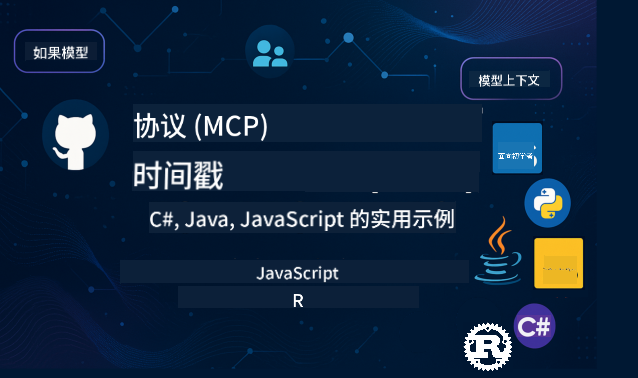 如果模型
模型上下文
协议 (MCP)
时间戳
C#, Java, JavaScript 的实用示例
JavaScript
R
C#
R